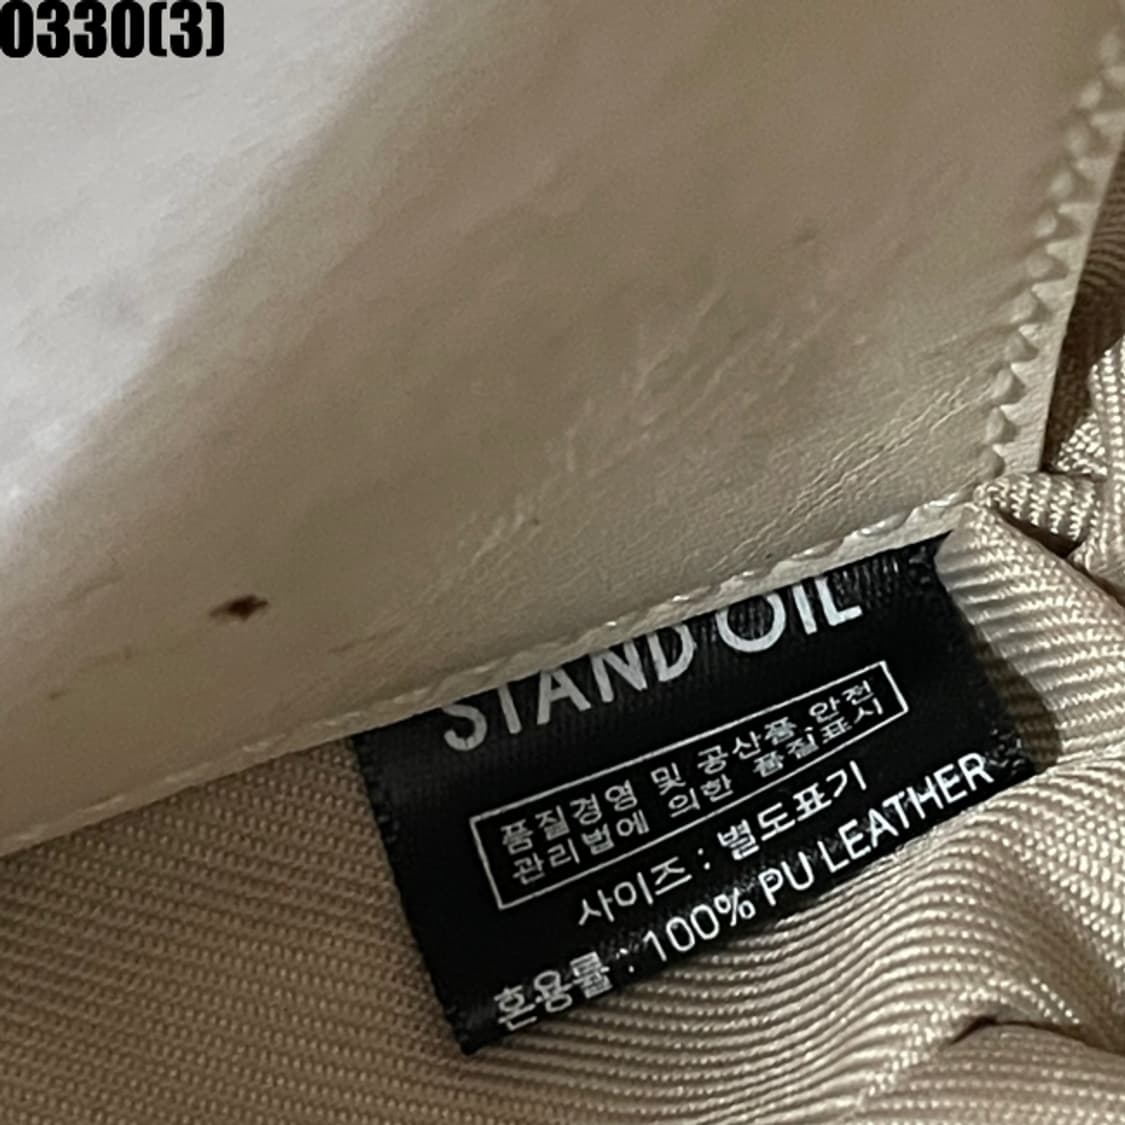 0330(3)
STAND OIL
품질경영 및 공산품 안전
관리법에 의한 품질표시
사이즈 : 별도표기
혼용률 : 100% PU LEATHER